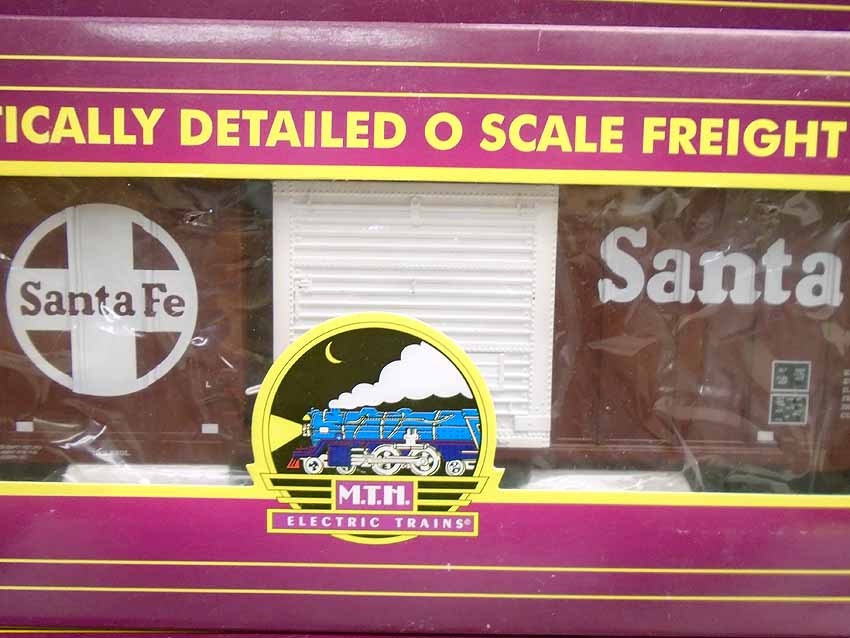 TICALLY DETAILED O SCALE FREIGHT
Santa Fe
Santa
M.T.H.
ELECTRIC TRAINS®